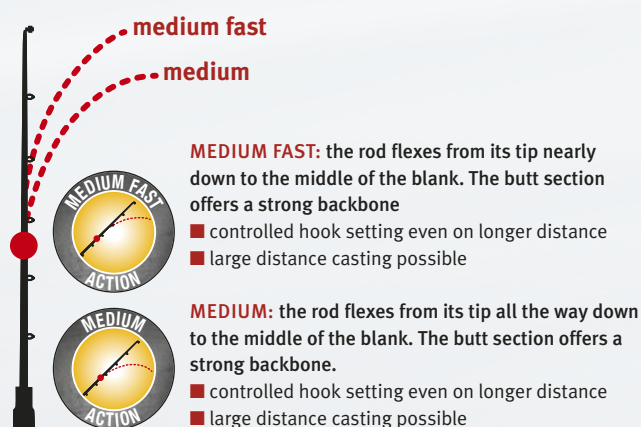 medium fast
medium
MEDIUM FAST: the rod flexes from its tip nearly
down to the middle of the blank. The butt section
offers a strong backbone
controlled hook setting even on longer distance
large distance casting possible
MEDIUM FAST
ACTION
MEDIUM: the rod flexes from its tip all the way down
to the middle of the blank. The butt section offers a
strong backbone.
controlled hook setting even on longer distance
large distance casting possible
MEDIUM
ACTION